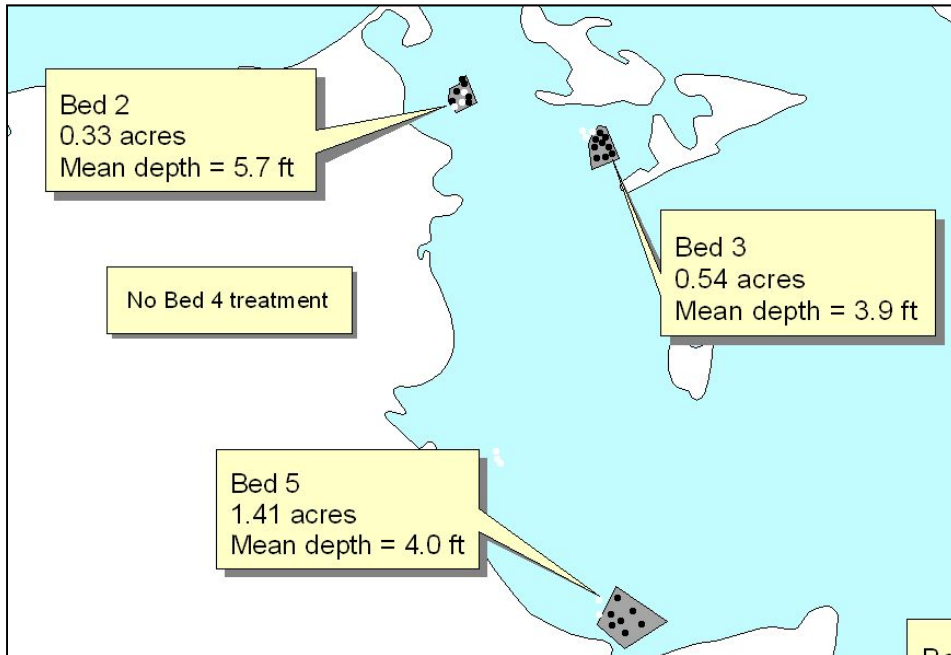 Bed 2
0.33 acres
Mean depth = 5.7 ft
Bed 3
0.54 acres
Mean depth = 3.9 ft
No Bed 4 treatment
Bed 5
1.41 acres
Mean depth = 4.0 ft